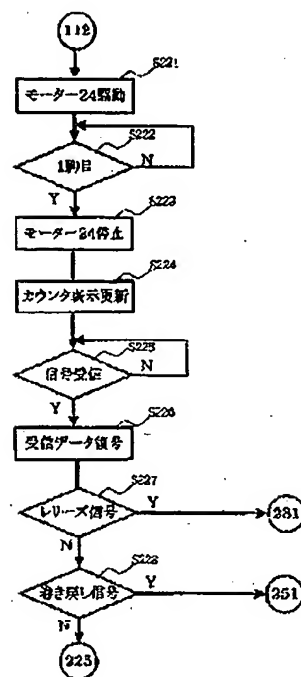 112
S221
モーター24駆動
S222
1駒目
N
Y
S223
モーター24停止
S224
カウンタ表示更新
S225
信号受信
N
Y
S226
受信データ復号
S227
レリーズ信号
Y
231
N
S228
巻き戻し信号
Y
251
N
225